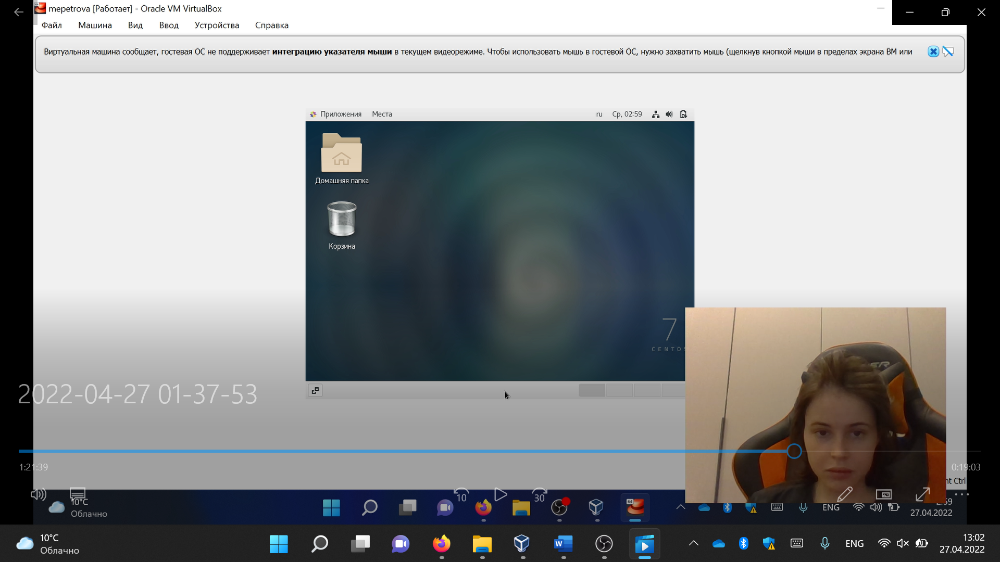 mepetrova [Работает] - Oracle VM VirtualBox
Файл Машина Вид Ввод Устройства Справка
Виртуальная машина сообщает, гостевая ОС не поддерживает интеграцию указателя мыши в текущем видеорежиме. Чтобы использовать мышь в гостевой ОС, нужно захватить мышь (щелкнув кнопкой мыши в пределах экрана ВМ или
Приложения Места ru Ср, 02:59
Домашняя папка
Корзина
7
CENTOS
2022-04-27 01-37-53
1:21:39 0:19:03
nt Ctrl
10 30
64
10°C
Облачно
ENG
2:59
27.04.2022
10°C
Облачно
W
ENG
13:02
27.04.2022